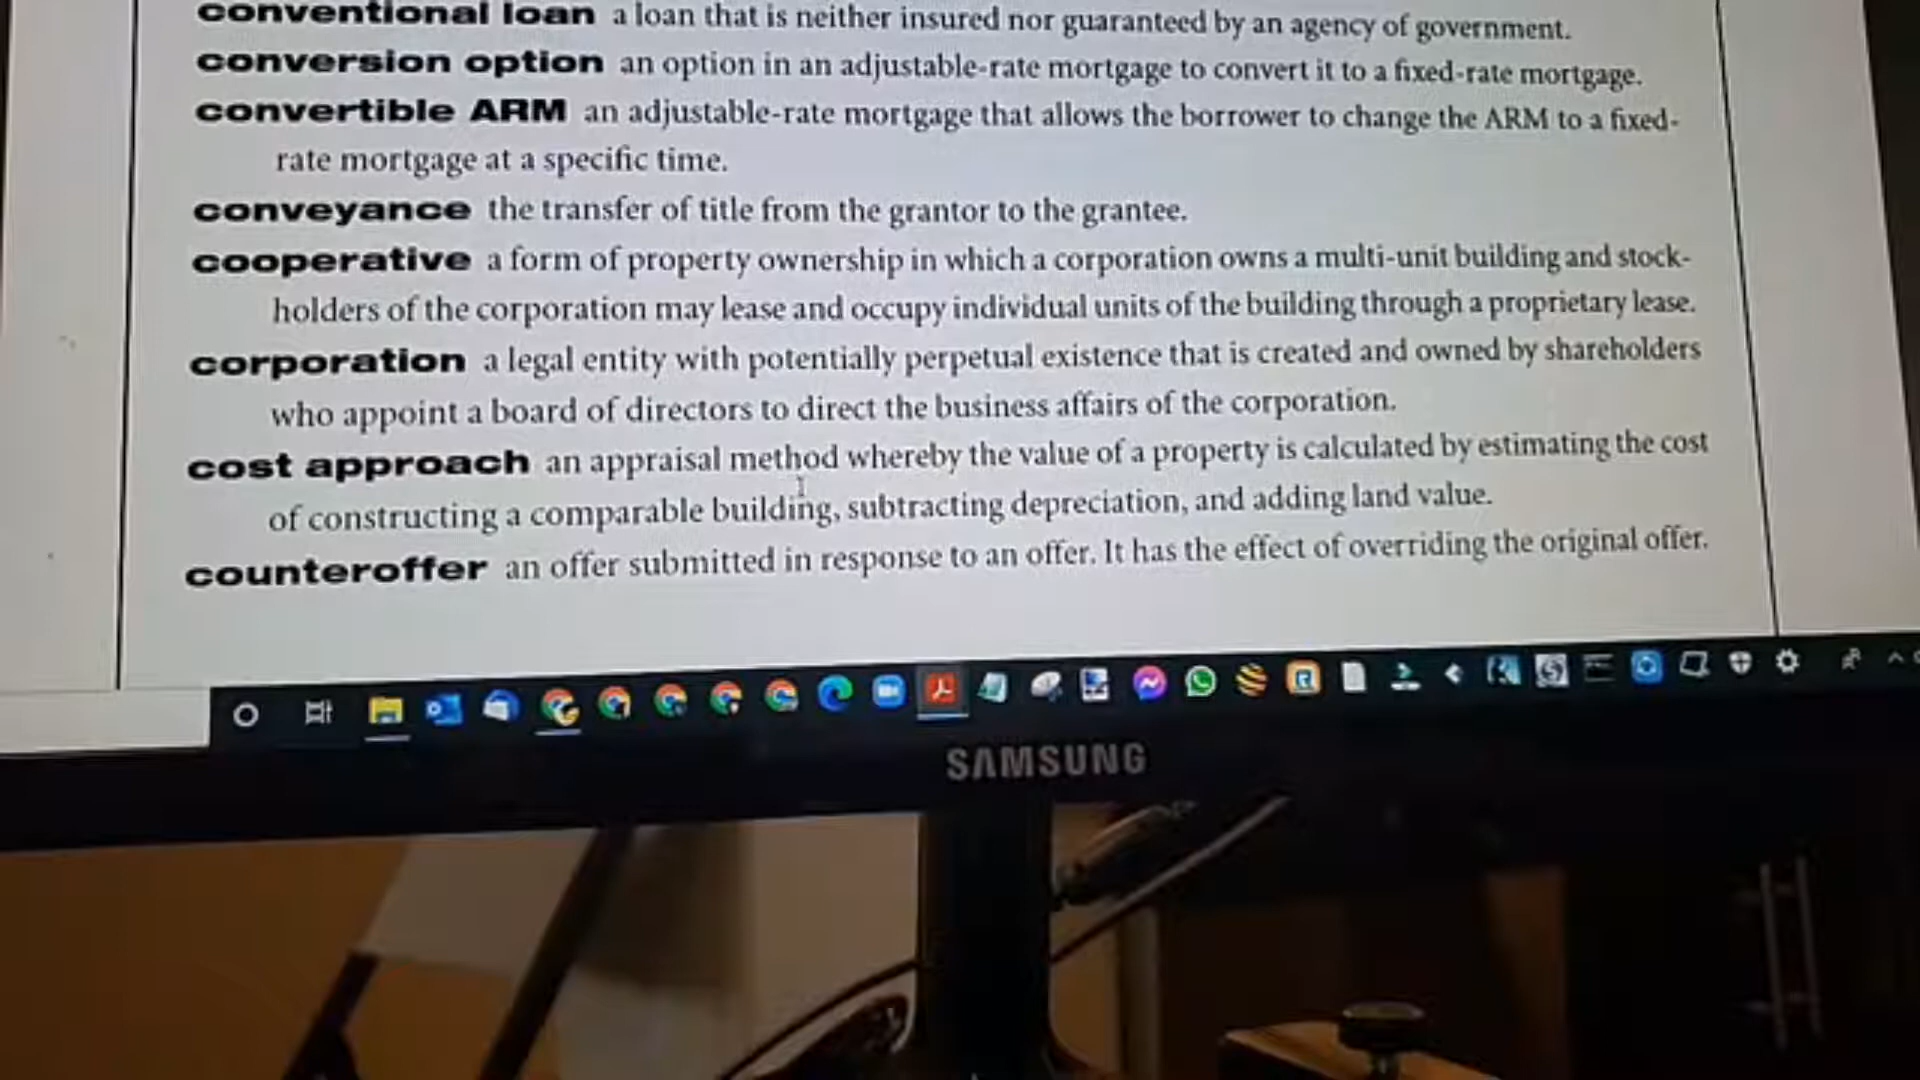 conventional loan a loan that is neither insured nor guaranteed by an agency of government.
conversion option an option in an adjustable-rate mortgage to convert it to a fixed-rate mortgage.
convertible ARM an adjustable-rate mortgage that allows the borrower to change the ARM to a fixed-
rate mortgage at a specific time.
conveyance the transfer of title from the grantor to the grantee.
cooperative a form of property ownership in which a corporation owns a multi-unit building and stock-
holders of the corporation may lease and occupy individual units of the building through a proprietary lease.
corporation a legal entity with potentially perpetual existence that is created and owned by shareholders
who appoint a board of directors to direct the business affairs of the corporation.
cost approach an appraisal method whereby the value of a property is calculated by estimating the cost
of constructing a comparable building, subtracting depreciation, and adding land value.
counteroffer an offer submitted in response to an offer. It has the effect of overriding the original offer.
SAMSUNG